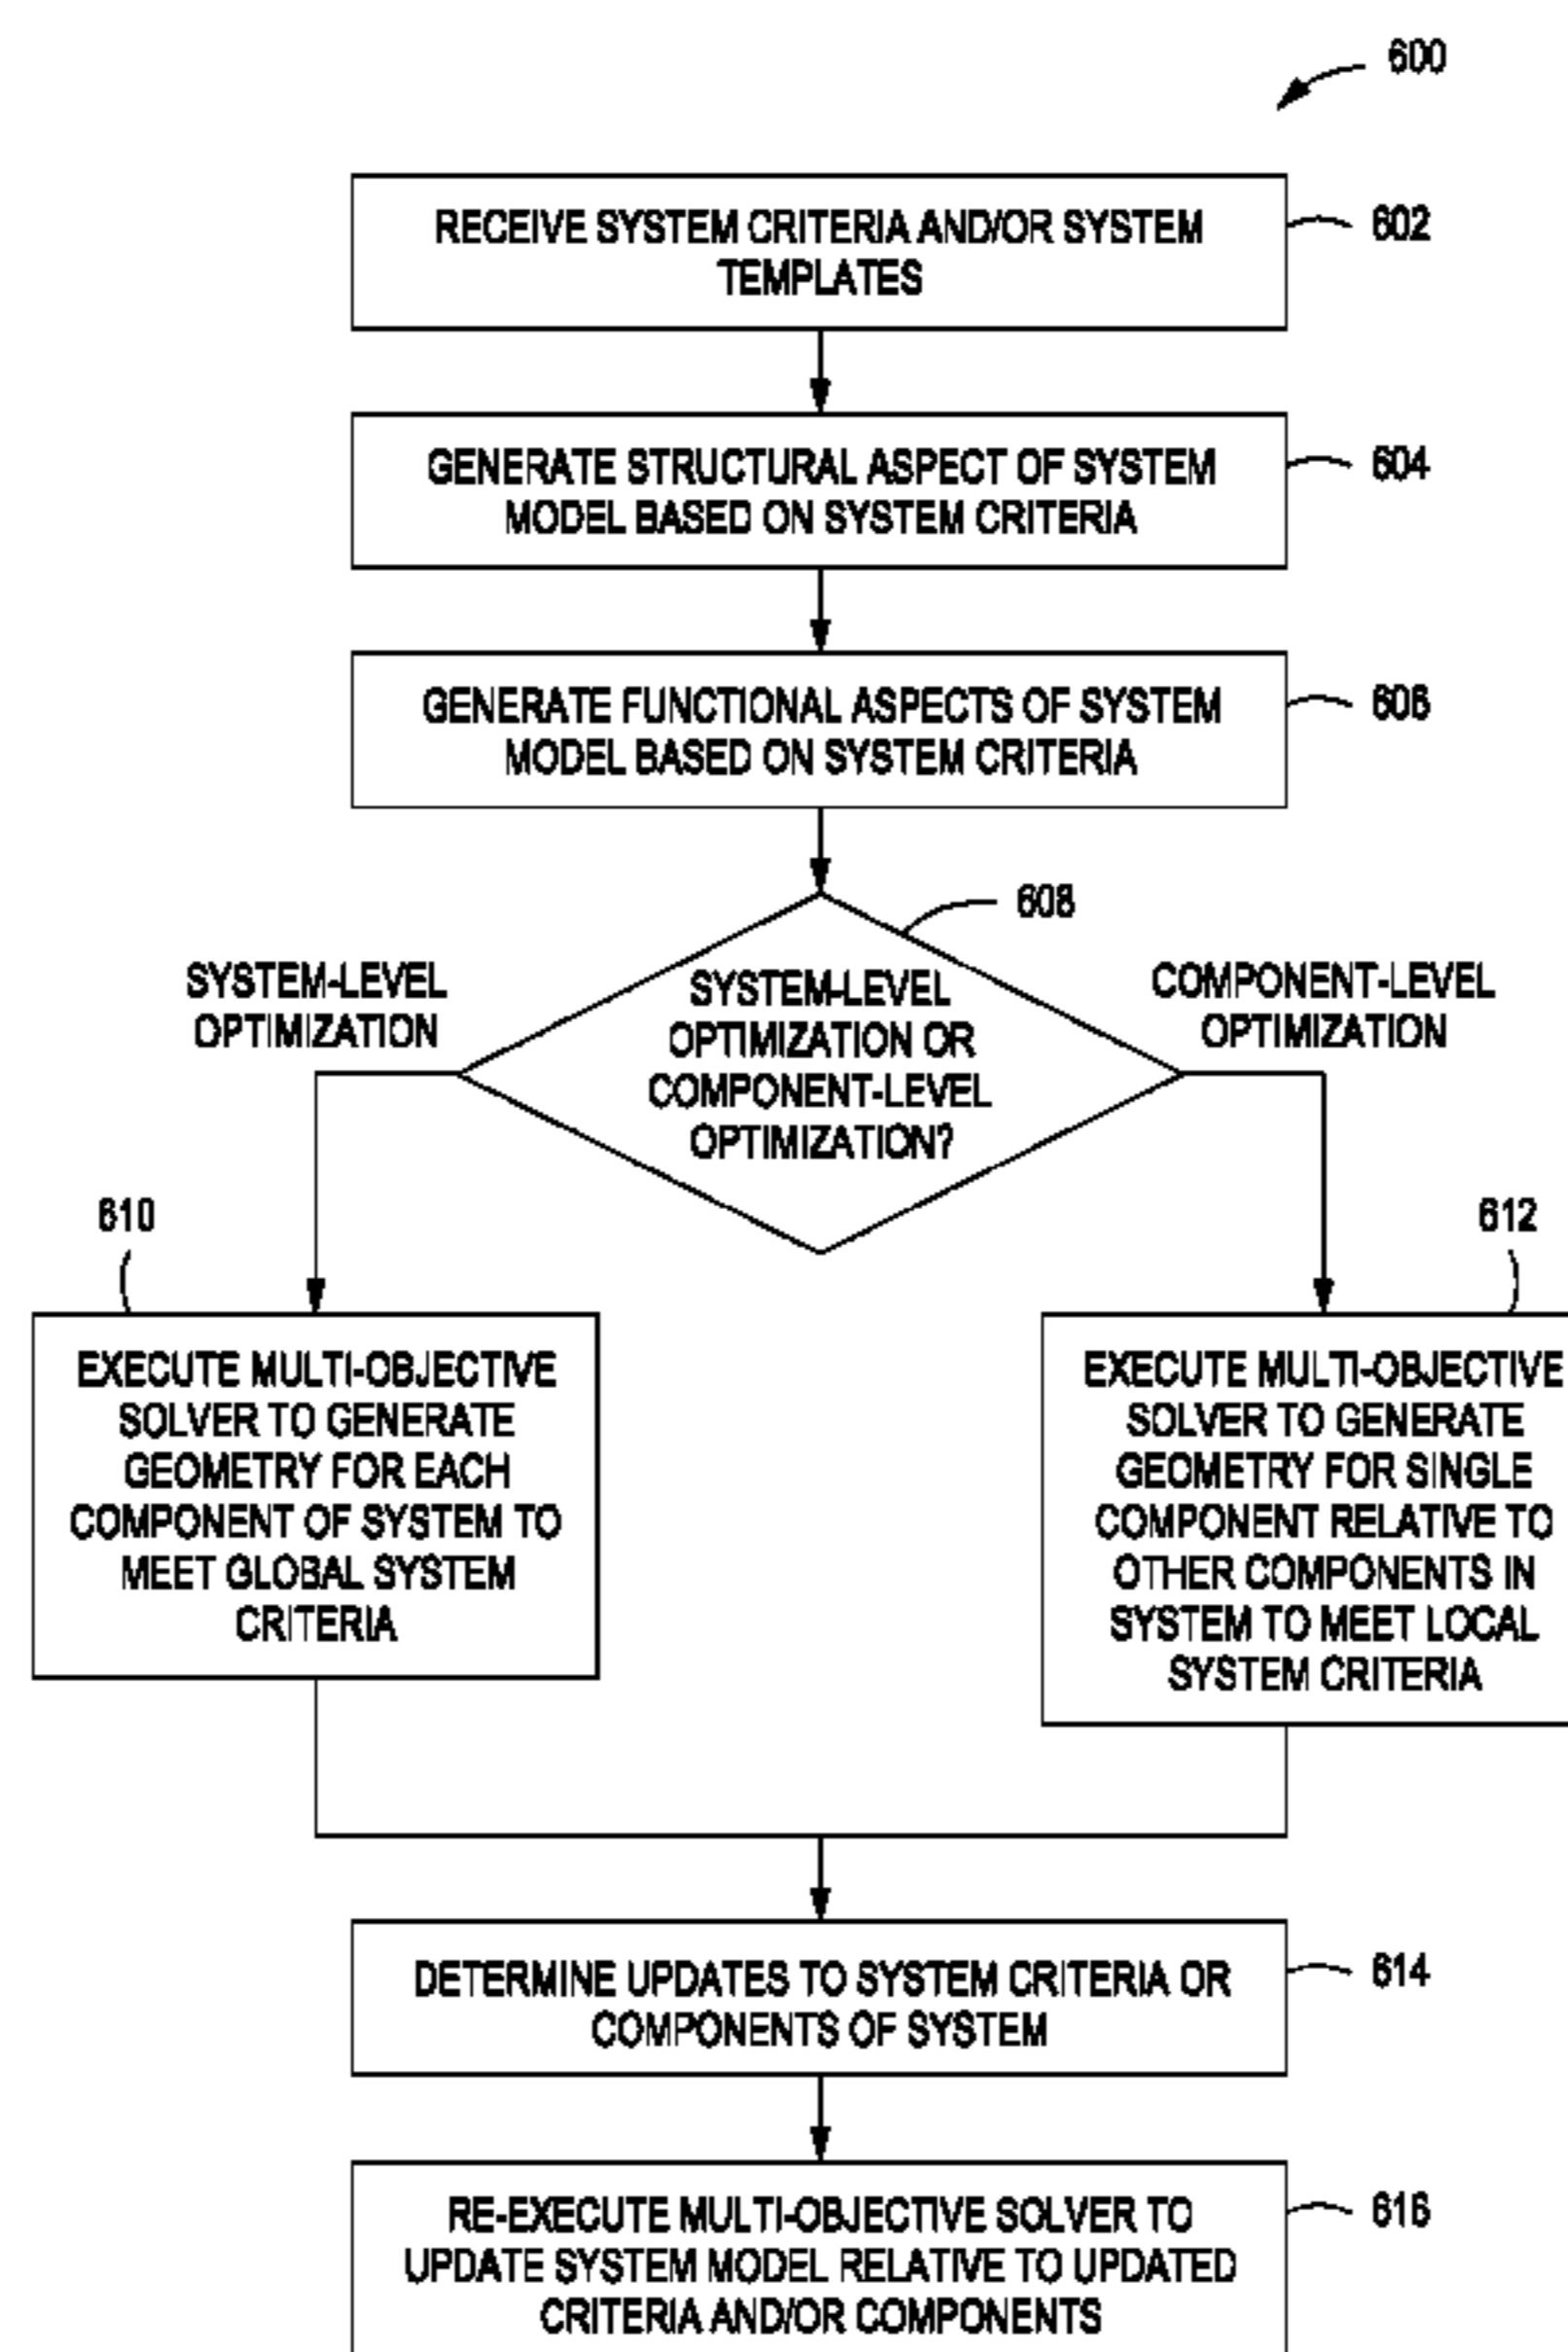 600
RECEIVE SYSTEM CRITERIA AND/OR SYSTEM
TEMPLATES
602
GENERATE STRUCTURAL ASPECT OF SYSTEM
MODEL BASED ON SYSTEM CRITERIA
604
GENERATE FUNCTIONAL ASPECTS OF SYSTEM
MODEL BASED ON SYSTEM CRITERIA
606
608
SYSTEM-LEVEL
OPTIMIZATION
SYSTEM-LEVEL
OPTIMIZATION OR
COMPONENT-LEVEL
OPTIMIZATION?
COMPONENT-LEVEL
OPTIMIZATION
610
EXECUTE MULTI-OBJECTIVE
SOLVER TO GENERATE
GEOMETRY FOR EACH
COMPONENT OF SYSTEM TO
MEET GLOBAL SYSTEM
CRITERIA
612
EXECUTE MULTI-OBJECTIVE
SOLVER TO GENERATE
GEOMETRY FOR SINGLE
COMPONENT RELATIVE TO
OTHER COMPONENTS IN
SYSTEM TO MEET LOCAL
SYSTEM CRITERIA
DETERMINE UPDATES TO SYSTEM CRITERIA OR
COMPONENTS OF SYSTEM
614
RE-EXECUTE MULTI-OBJECTIVE SOLVER TO
UPDATE SYSTEM MODEL RELATIVE TO UPDATED
CRITERIA AND/OR COMPONENTS
616